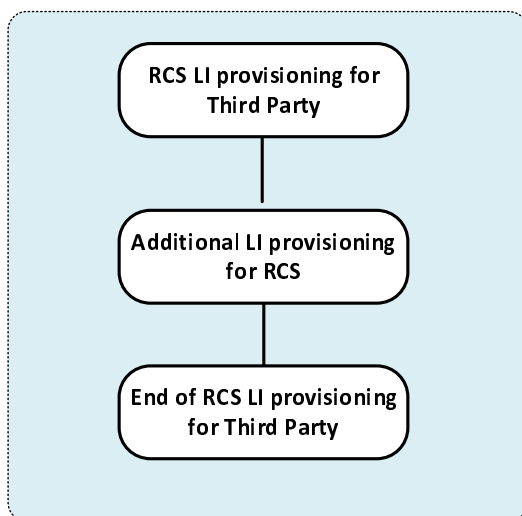 RCS LI provisioning for
Third Party
Additional LI provisioning
for RCS
End of RCS LI provisioning
for Third Party